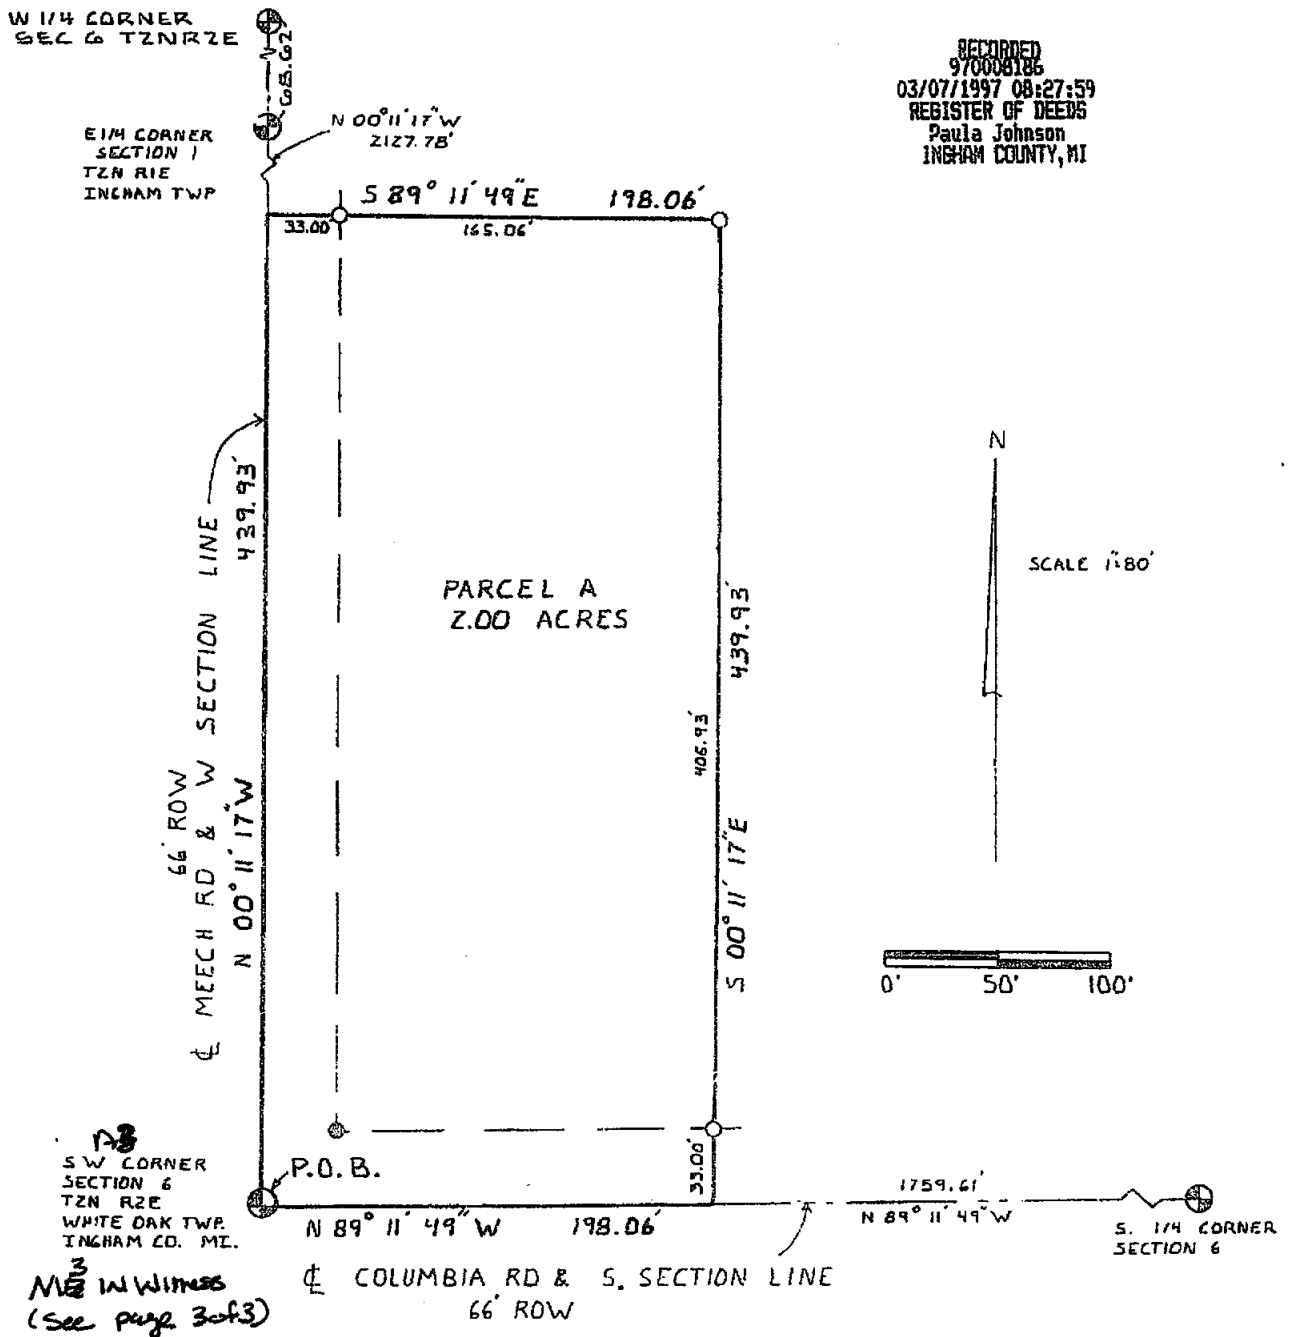 W 1/4 CORNER
SEC 6 T2NR2E
68.62'
RECORDED
970008186
03/07/1997 08:27:59
REGISTER OF DEEDS
Paula Johnson
INGHAM COUNTY, MI
E 1/4 CORNER
SECTION 1
T2N R1E
INGHAM TWP
N 00° 11' 17" W
2127.78'
S 89° 11' 49" E 198.06'
33.00'
165.06'
N
SCALE 1":80'
PARCEL A
2.00 ACRES
439.93'
N 00° 11' 17" W
℄ MEECH RD & W SECTION LINE
66' ROW
439.93'
406.93'
S 00° 11' 17" E
0' 50' 100'
33.00'
SW CORNER
SECTION 6
T2N R2E
WHITE OAK TWP.
INGHAM CO. MI.
P.O.B.
N 89° 11' 49" W 198.06'
1759.61'
N 89° 11' 49" W
S. 1/4 CORNER
SECTION 6
℄ COLUMBIA RD & S. SECTION LINE
66' ROW
3
IN Witness
(See page 3 of 3)